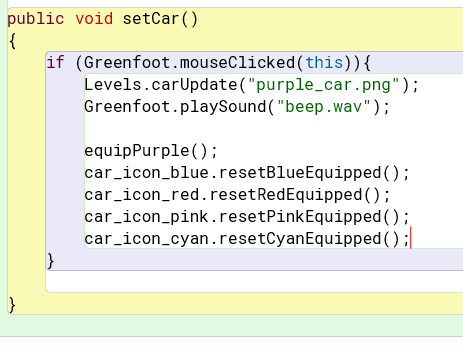 public void setCar()
{
if (Greenfoot.mouseClicked(this)){
Levels.carUpdate("purple_car.png");
Greenfoot.playSound("beep.wav");
equipPurple();
car_icon_blue.resetBlueEquipped();
car_icon_red.resetRedEquipped();
car_icon_pink.resetPinkEquipped();
car_icon_cyan.resetCyanEquipped();
}
}